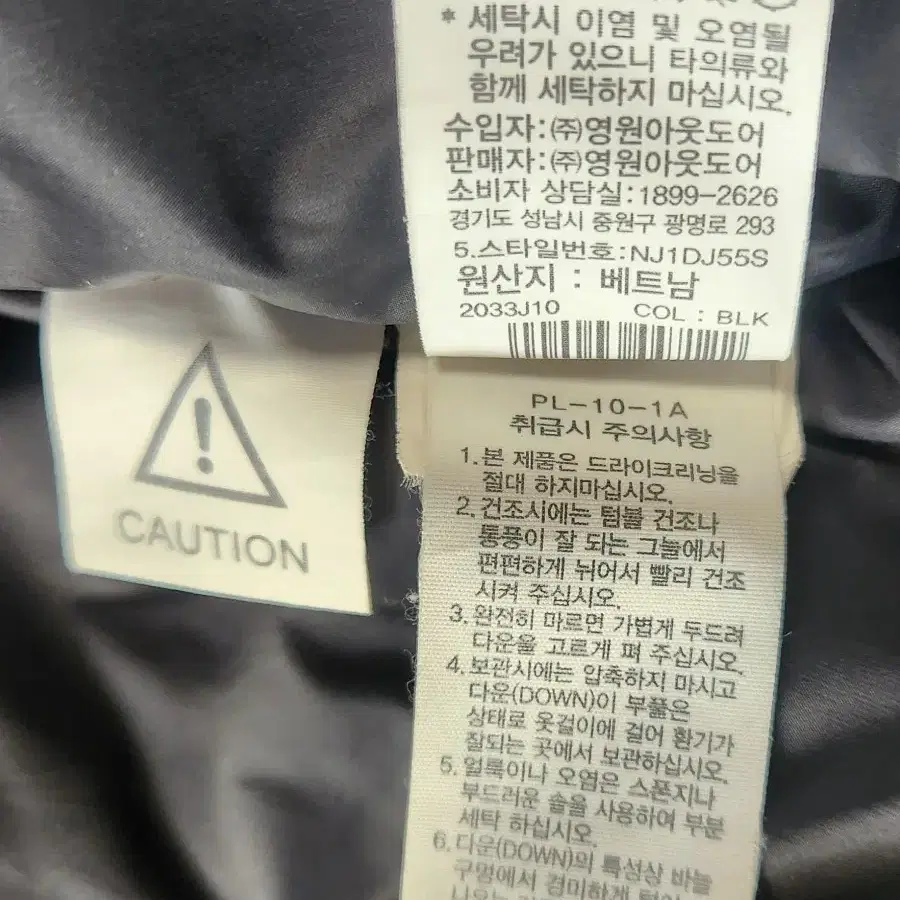 * 세탁시 이염 및 오염될
우려가 있으니 타의류와
함께 세탁하지 마십시오.
수입자:㈜영원아웃도어
판매자:㈜영원아웃도어
소비자 상담실:1899-2626
경기도 성남시 중원구 광명로 293
5.스타일번호:NJ1DJ55S
원산지 : 베트남
2033J10 COL : BLK
CAUTION
PL-10-1A
취급시 주의사항
1.본 제품은 드라이크리닝을
절대 하지마십시오.
2.건조시에는 텀블 건조나
통풍이 잘 되는 그늘에서
편편하게 뉘어서 빨리 건조
시켜 주십시오.
3.완전히 마르면 가볍게 두드려
다운을 고르게 펴 주십시오.
4.보관시에는 압축하지 마시고
다운(DOWN)이 부풀은
상태로 옷걸이에 걸어 환기가
잘되는 곳에서 보관하십시오.
5.얼룩이나 오염은 스폰지나
부드러운 솔을 사용하여 부분
세탁 하십시오.
6.다운(DOWN)의 특성상 바늘
구멍에서 경미하게 털이